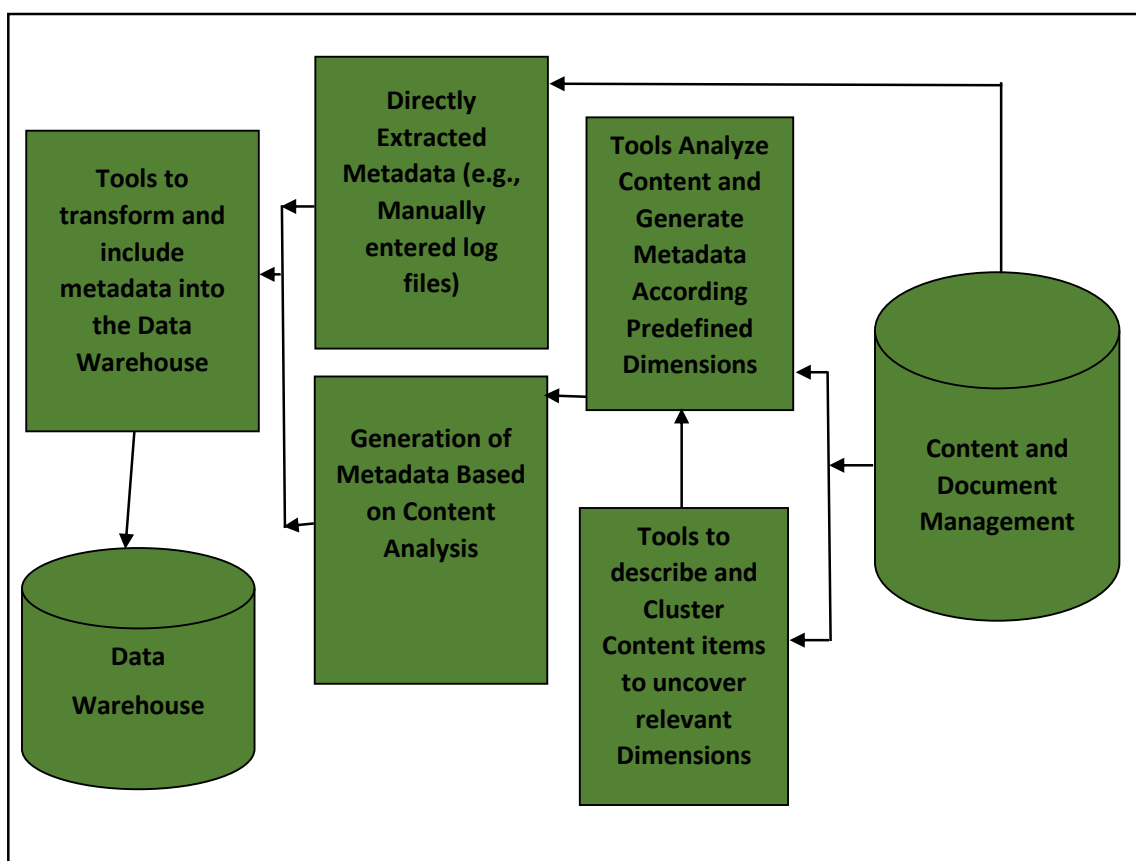 Directly
Extracted
Metadata (e.g.,
Manually
entered log
files)
Tools Analyze
Content and
Generate
Metadata
According
Predefined
Dimensions
Tools to
transform and
include
metadata into
the Data
Warehouse
Generation of
Metadata Based
on Content
Analysis
Content and
Document
Management
Tools to
describe and
Cluster
Content items
to uncover
relevant
Dimensions
Data
Warehouse